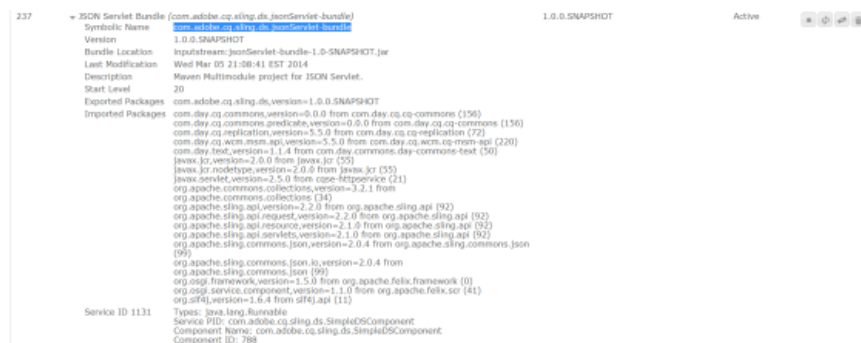 237 JSON Servlet Bundle (com.adobe.cq.sling.ds.jsonServlet-bundle) 1.0.0.SNAPSHOT Active
Symbolic Name com.adobe.cq.sling.ds.jsonServlet-bundle
Version 1.0.0.SNAPSHOT
Bundle Location inputstream:jsonServlet-bundle-1.0-SNAPSHOT.jar
Last Modification Wed Mar 05 21:08:41 EST 2014
Description Maven Multimodule project for JSON Servlet.
Start Level 20
Exported Packages com.adobe.cq.sling.ds,version=1.0.0.SNAPSHOT
Imported Packages com.day.cq.commons,version=0.0.0 from com.day.cq.cq-commons (156)
com.day.cq.commons.predicate,version=0.0.0 from com.day.cq.cq-commons (156)
com.day.cq.replication,version=5.5.0 from com.day.cq.cq-replication (72)
com.day.cq.wcm.msm.api,version=5.5.0 from com.day.cq.wcm.cq-msm-api (220)
com.day.text,version=1.1.4 from com.day.commons.day-commons-text (50)
javax.jcr,version=2.0.0 from javax.jcr (55)
javax.jcr.nodetype,version=2.0.0 from javax.jcr (55)
javax.servlet,version=2.5.0 from cqse-httpservice (21)
org.apache.commons.collections,version=3.2.1 from
org.apache.commons.collections (34)
org.apache.sling.api,version=2.2.0 from org.apache.sling.api (92)
org.apache.sling.api.request,version=2.2.0 from org.apache.sling.api (92)
org.apache.sling.api.resource,version=2.1.0 from org.apache.sling.api (92)
org.apache.sling.api.servlets,version=2.1.0 from org.apache.sling.api (92)
org.apache.sling.commons.json,version=2.0.4 from org.apache.sling.commons.json
(99)
org.apache.sling.commons.json.io,version=2.0.4 from
org.apache.sling.commons.json (99)
org.osgi.framework,version=1.5.0 from org.apache.felix.framework (0)
org.osgi.service.component,version=1.1.0 from org.apache.felix.scr (41)
org.slf4j,version=1.6.4 from slf4j.api (11)
Service ID 1131 Types: java.lang.Runnable
Service PID: com.adobe.cq.sling.ds.SimpleDSComponent
Component Name: com.adobe.cq.sling.ds.SimpleDSComponent
Component ID: 788